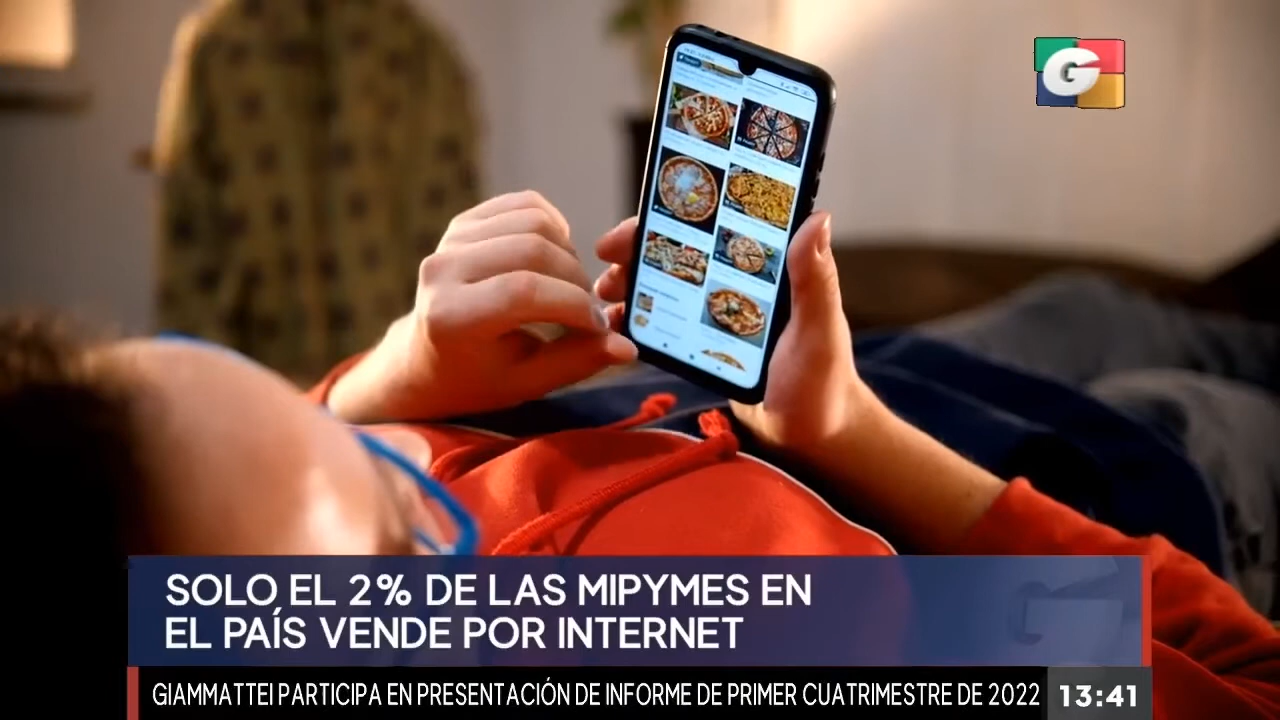 G
SOLO EL 2% DE LAS MIPYMES EN
EL PAÍS VENDE POR INTERNET
GIAMMATTEI PARTICIPA EN PRESENTACIÓN DE INFORME DE PRIMER CUATRIMESTRE DE 2022
13:41